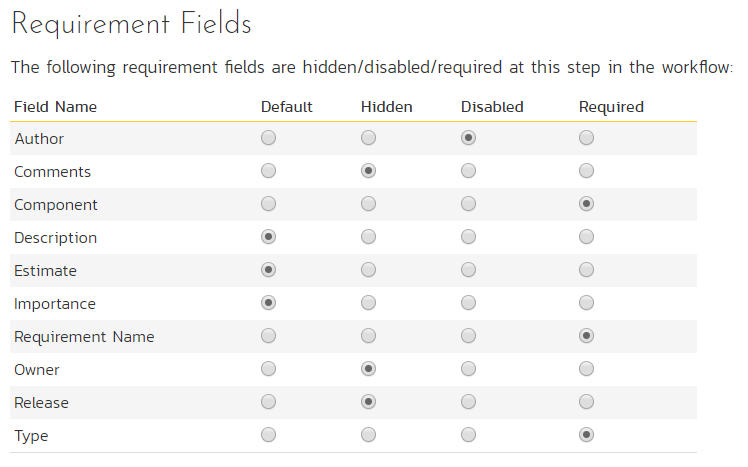 Requirement Fields
The following requirement fields are hidden/disabled/required at this step in the workflow:
Field Name Default Hidden Disabled Required
Author
Comments
Component
Description
Estimate
Importance
Requirement Name
Owner
Release
Type